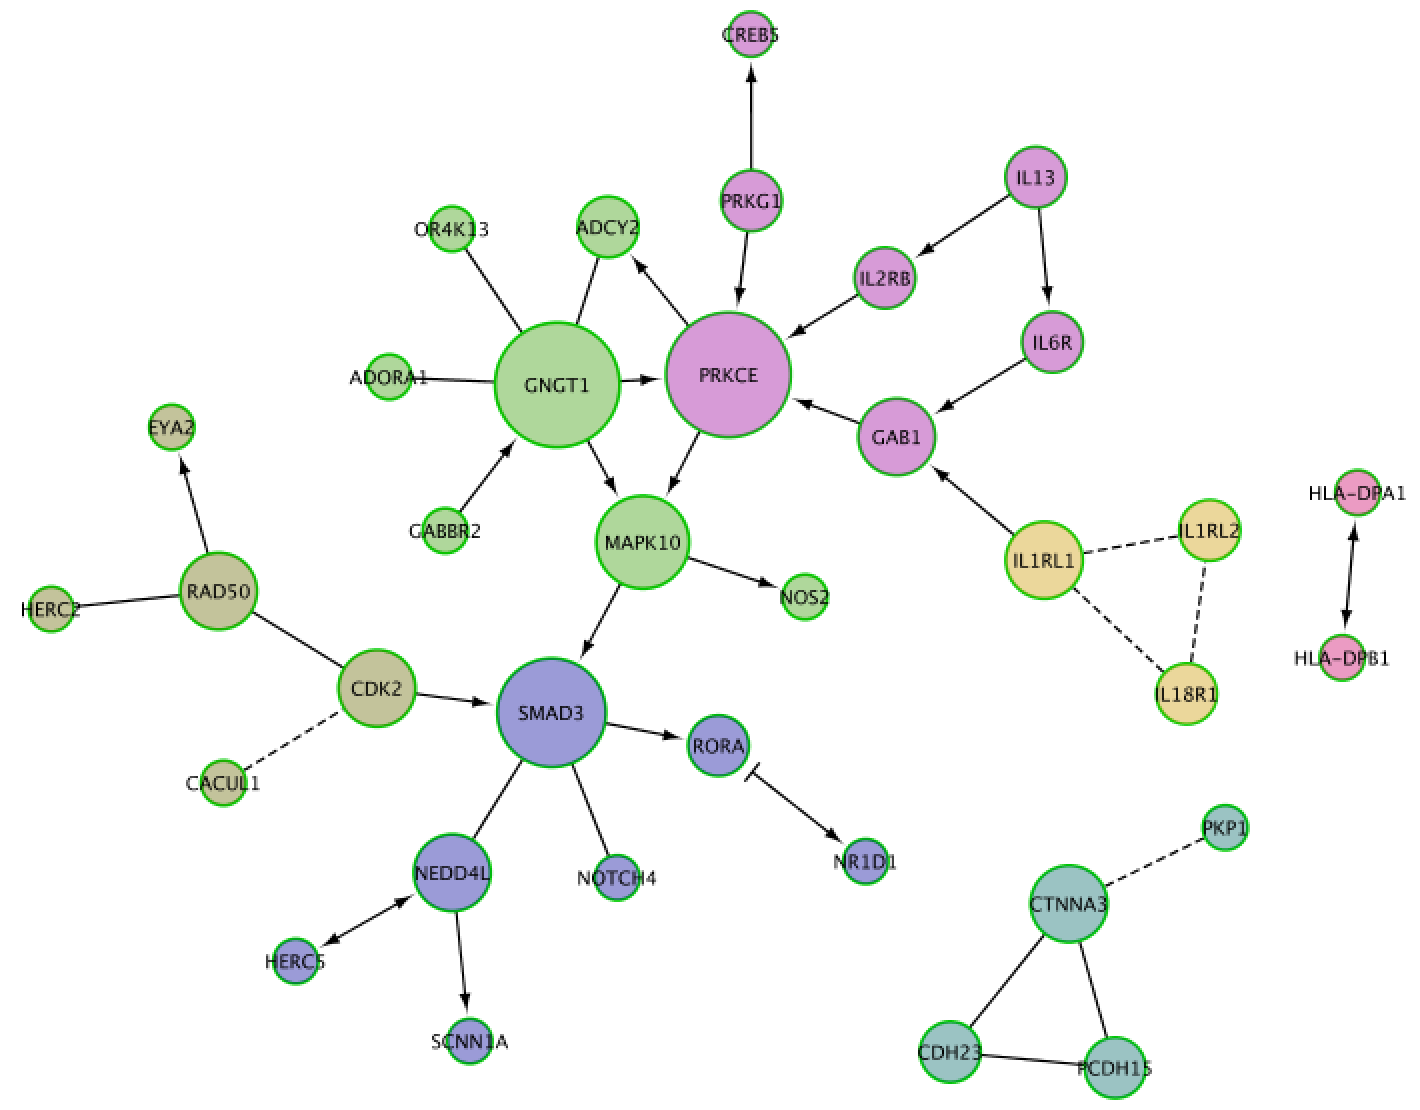 CREB5
IL13
PRKG1
OR4K13
ADCY2
IL2RB
IL6R
ADORA1
GNGT1
PRKCE
EYA2
GAB1
HLA-DPA1
GABBR2
MAPK10
IL1RL2
IL1RL1
RAD50
NOS2
HERC2
HLA-DPB1
CDK2
IL18R1
SMAD3
RORA
CACUL1
PKP1
NR1D1
NEDD4L
NOTCH4
CTNNA3
HERC5
SCNN1A
CDH23
PCDH15